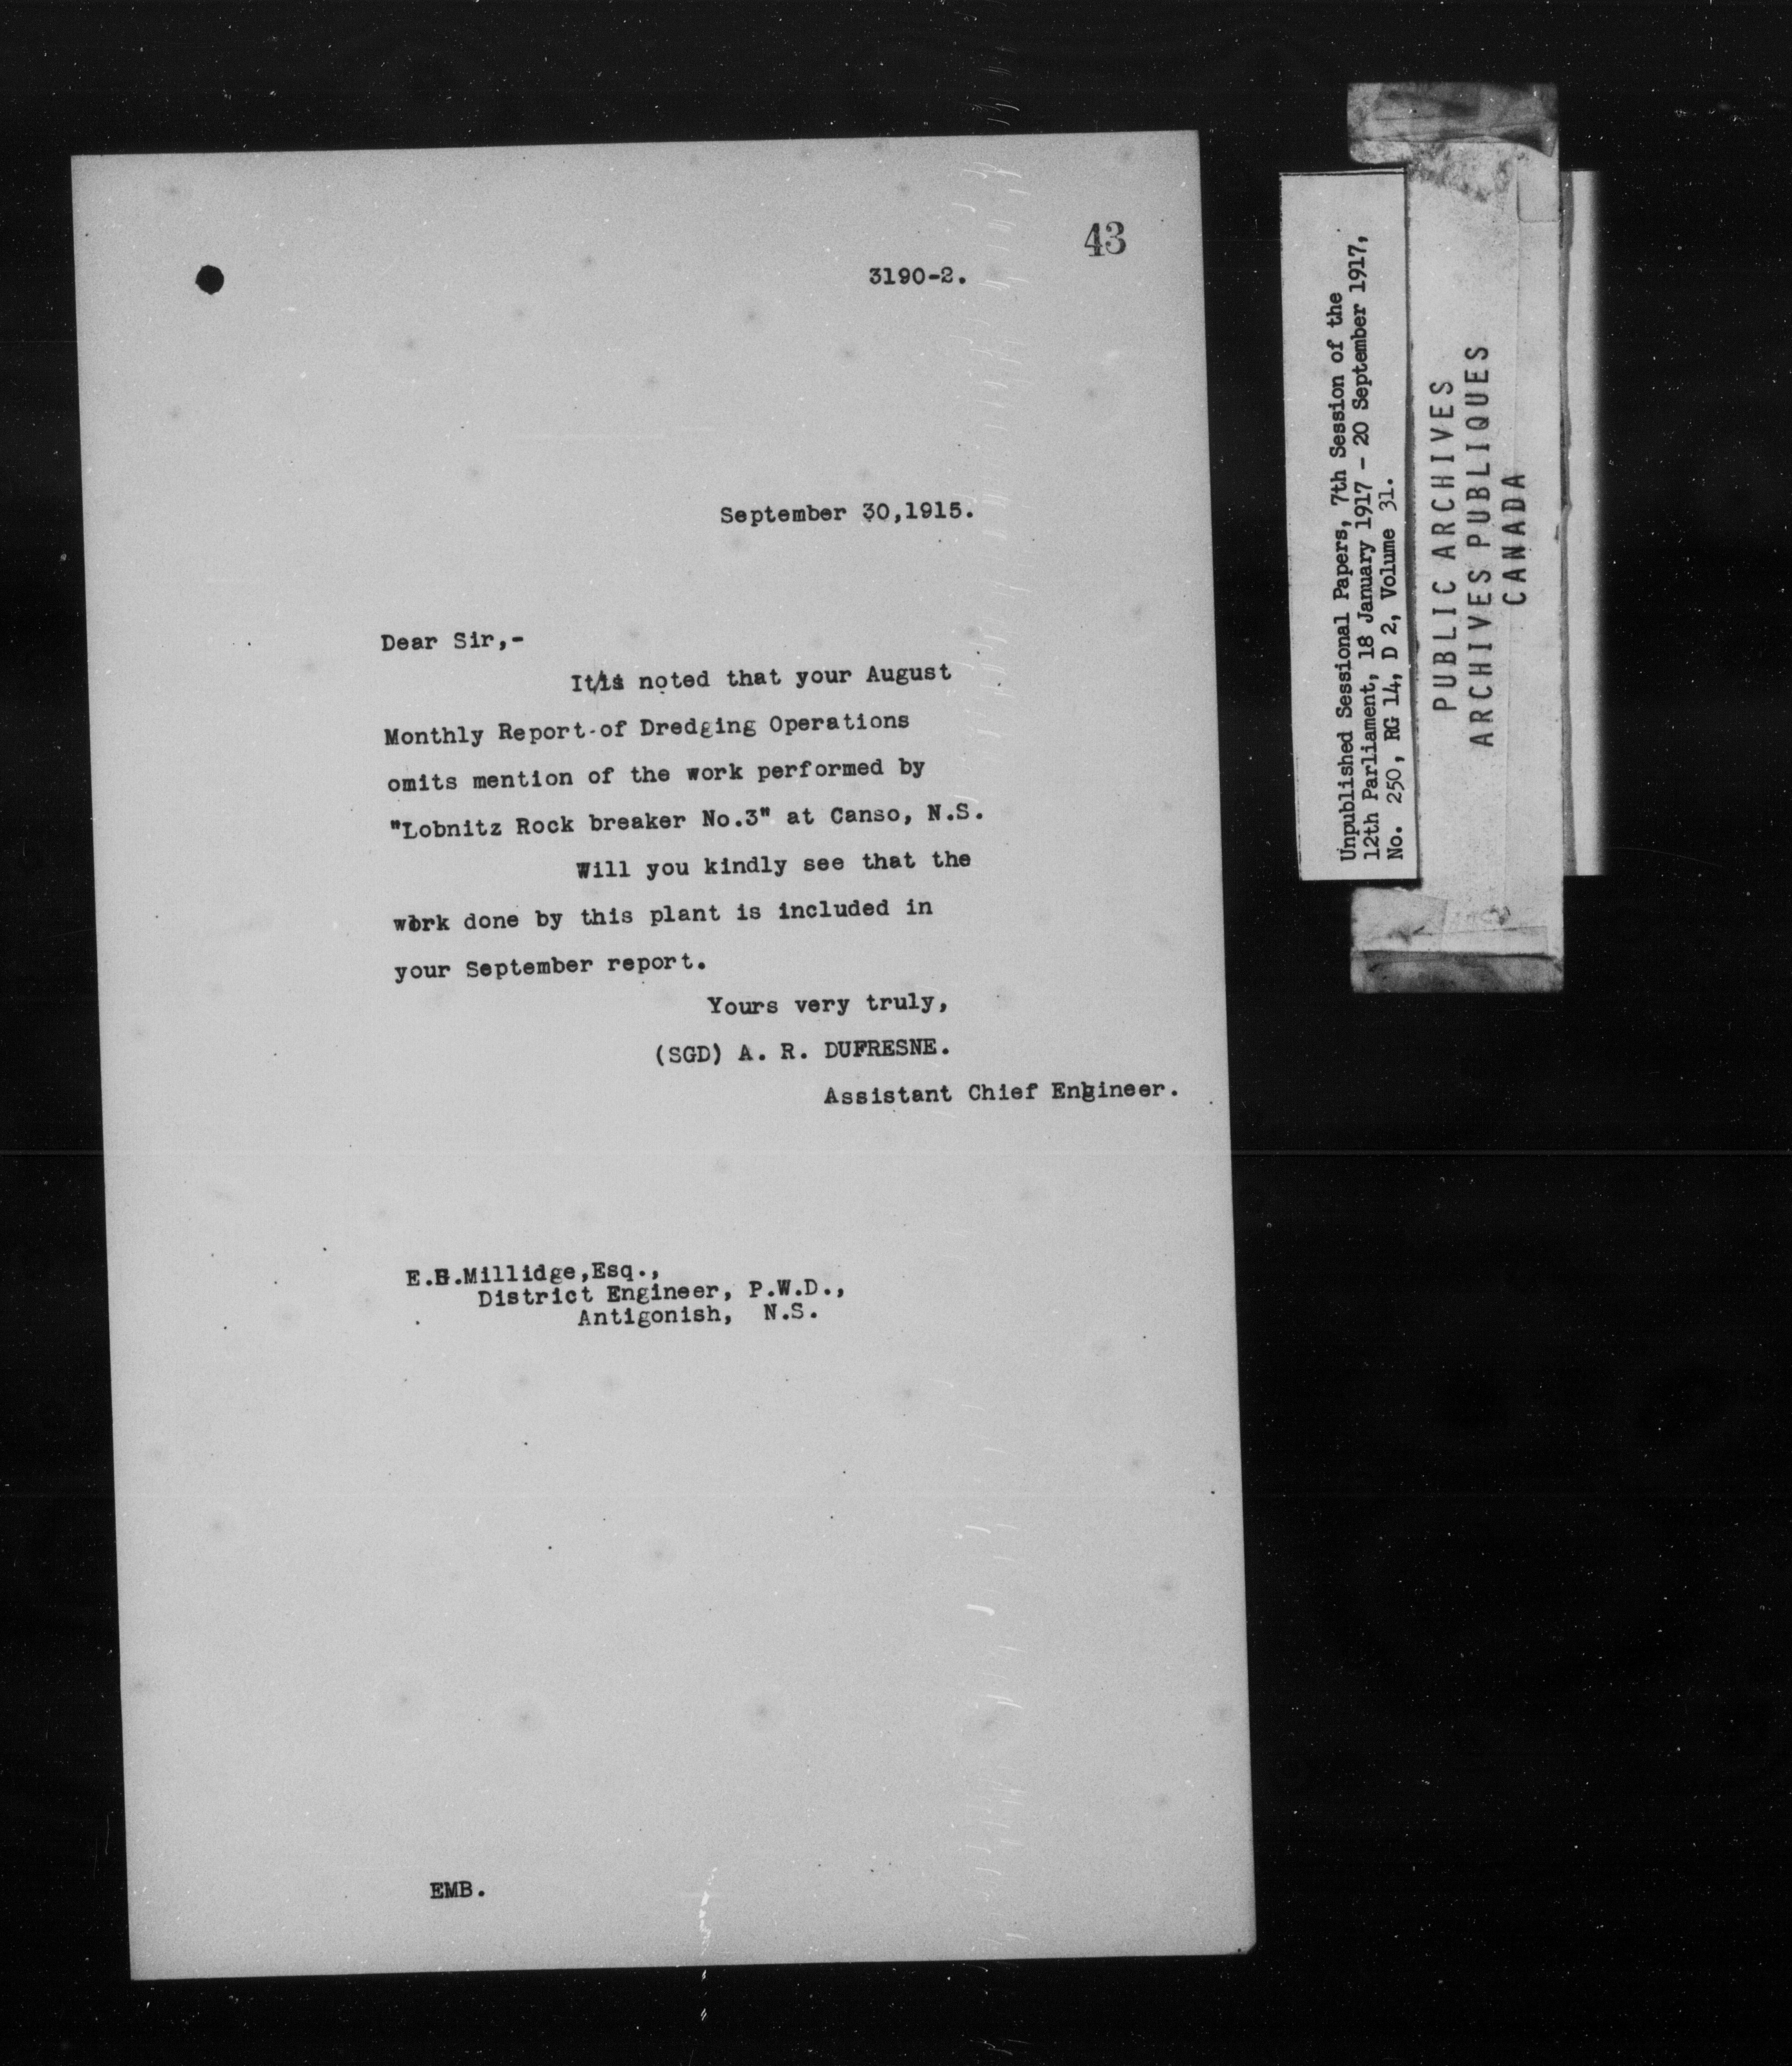 43
3190-2.
September 30,1915.
Dear Sir,-
It is noted that your August
Monthly Report of Dredging Operations
omits mention of the work performed by
"Lobnitz Rock breaker No.3" at Canso, N.S.
Will you kindly see that the
work done by this plant is included in
your September report.
Yours very truly,
(SGD) A. R. DUFRESNE.
Assistant Chief Engineer.
Millidge,Esq.,
District Engineer, P.W.D.,
Antigonish, N.S.
EMB.
Unpublished Sessional Papers, 7th Session of the
12th Parliament, 18 January 1917 - 20 September 1917,
No. 250, RG 14, D 2, Volume 31.
PUBLIC ARCHIVES
ARCHIVES PUBLIQUES
CANADA